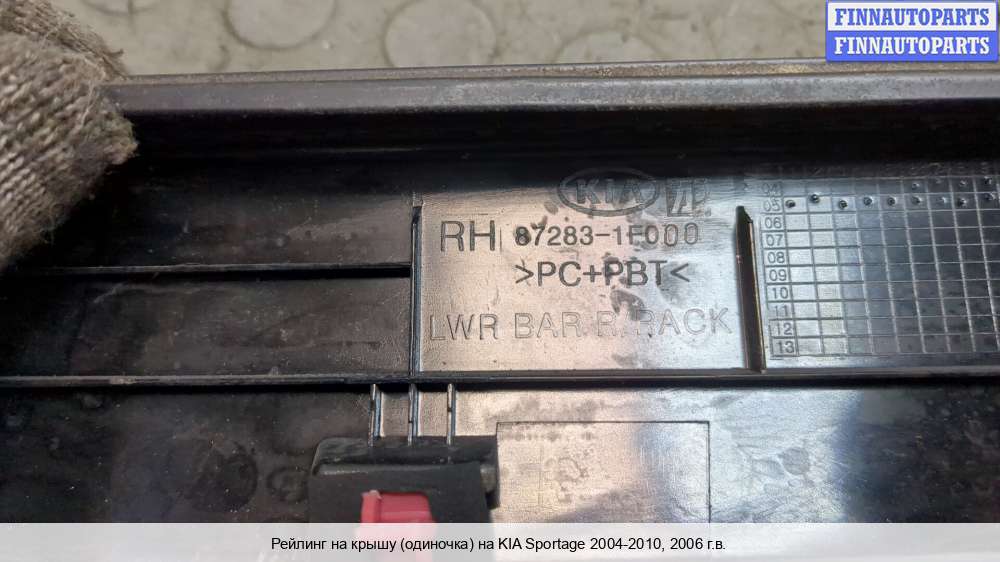 FINNAUTOPARTS
FINNAUTOPARTS
KIA
RH 87283-1F000
>PC+PBT<
LWR BAR R.RACK
04
05
06
07
08
09
10
11
12
13
Рейлинг на крышу (одиночка) на KIA Sportage 2004-2010, 2006 г.в.